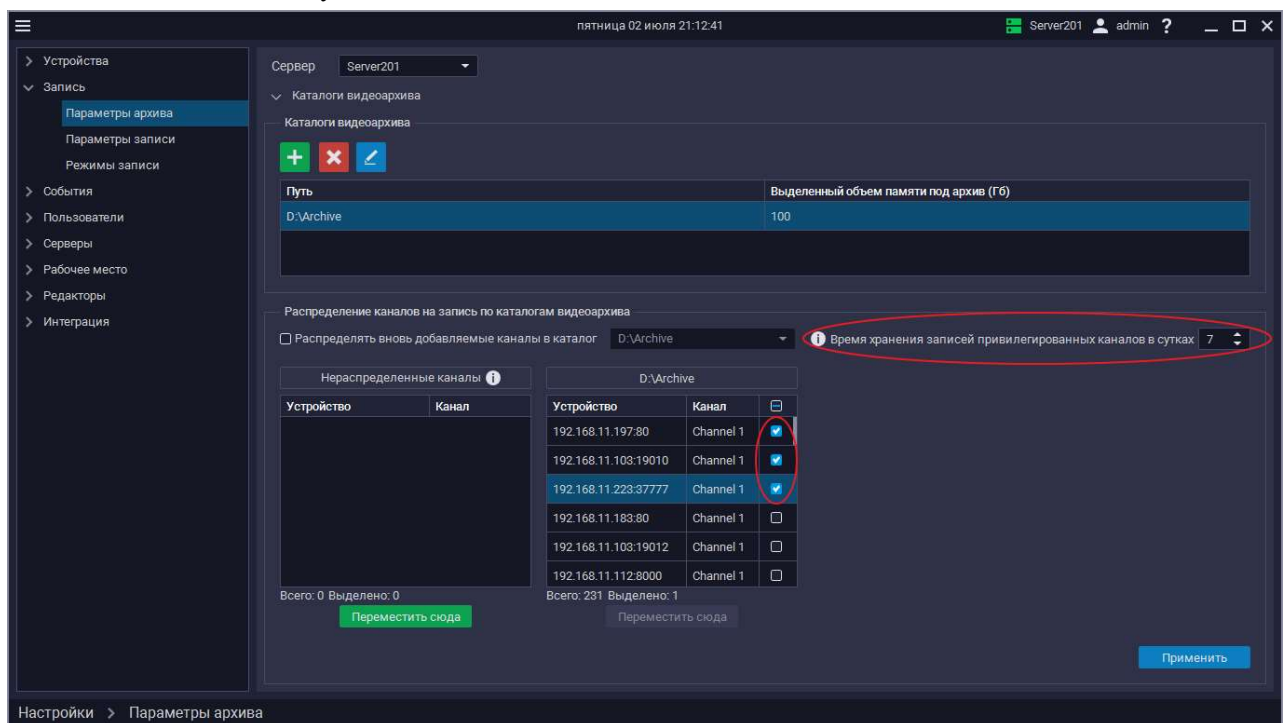 пятница 02 июля 21:12:41 Server201 admin ?
Устройства
Запись
Параметры архива
Параметры записи
Режимы записи
События
Пользователи
Серверы
Рабочее место
Редакторы
Интеграция
Сервер Server201
Каталоги видеоархива
Каталоги видеоархива
Путь Выделенный объем памяти под архив (Гб)
D:\Archive 100
Распределение каналов на запись по каталогам видеоархива
Распределять вновь добавляемые каналы в каталог D:\Archive Время хранения записей привилегированных каналов в сутках 7
Нераспределенные каналы D:\Archive
Устройство Канал Устройство Канал
192.168.11.197:80 Channel 1
192.168.11.103:19010 Channel 1
192.168.11.223:37777 Channel 1
192.168.11.183:80 Channel 1
192.168.11.103:19012 Channel 1
192.168.11.112:8000 Channel 1
Всего: 0 Выделено: 0 Всего: 231 Выделено: 1
Переместить сюда Переместить сюда
Применить
Настройки > Параметры архива